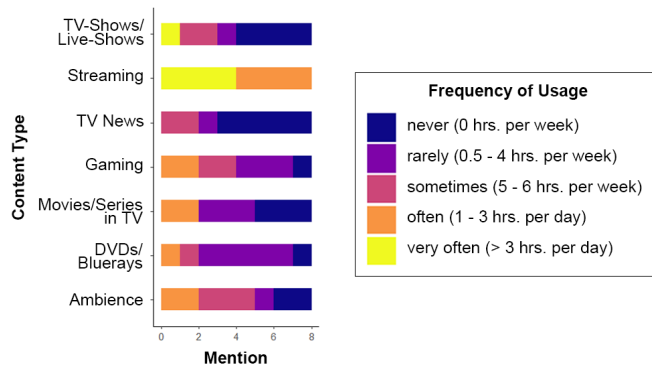 TV-Shows/
Live-Shows
Streaming
TV News
Gaming
Movies/Series
in TV
DVDs/
Bluerays
Ambience
Content Type
0
2
4
6
8
Mention
Frequency of Usage
never (0 hrs. per week)
rarely (0.5 - 4 hrs. per week)
sometimes (5 - 6 hrs. per week)
often (1 - 3 hrs. per day)
very often (> 3 hrs. per day)